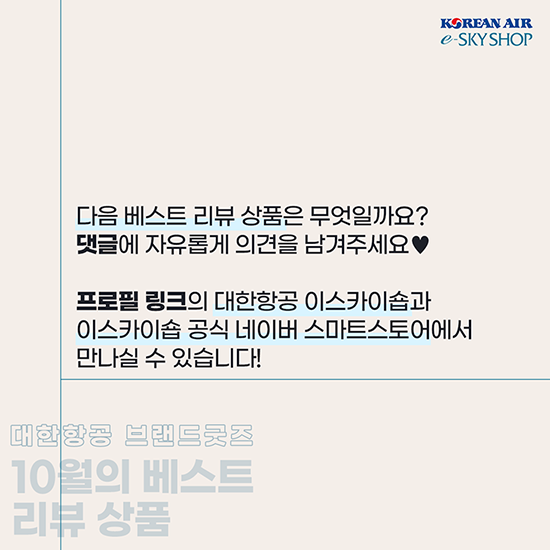 KOREAN AIR
e-SKY SHOP
다음 베스트 리뷰 상품은 무엇일까요?
댓글에 자유롭게 의견을 남겨주세요♥
프로필 링크의 대한항공 이스카이숍과
이스카이숍 공식 네이버 스마트스토어에서
만나실 수 있습니다!
대한항공 브랜드굿즈
10월의 베스트
리뷰 상품